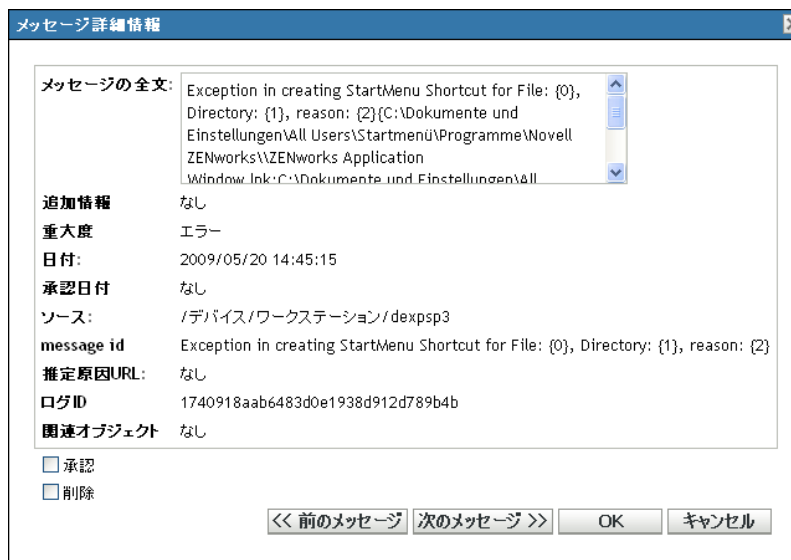 メッセージ詳細情報
メッセージの全文:
Exception in creating StartMenu Shortcut for File: {0},
Directory: {1}, reason: {2}{C:\Dokumente und
Einstellungen\All Users\Startmenü\Programme\Novell
ZENworks\\ZENworks Application
Window.lnk;C:\Dokumente und Einstellungen\All
追加情報 なし
重大度 エラー
日付: 2009/05/20 14:45:15
承認日付 なし
ソース: /デバイス/ワークステーション/dexpsp3
message id Exception in creating StartMenu Shortcut for File: {0}, Directory: {1}, reason: {2}
推定原因URL: なし
ログID 1740918aab6483d0e1938d912d789b4b
関連オブジェクト なし
承認
削除
<< 前のメッセージ 次のメッセージ >> OK キャンセル